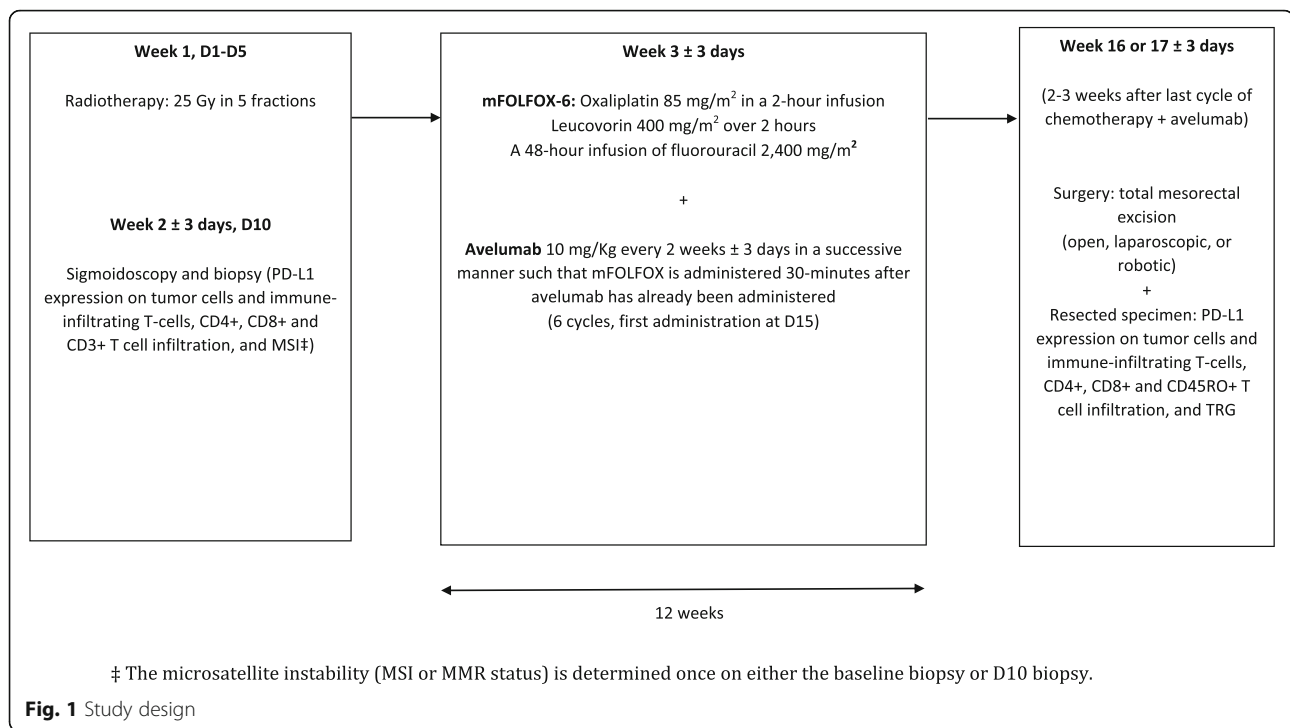 Week 1, D1-D5
Radiotherapy: 25 Gy in 5 fractions
Week 2 ± 3 days, D10
Sigmoidoscopy and biopsy (PD-L1
expression on tumor cells and immune-
infiltrating T-cells, CD4+, CD8+ and
CD3+ T cell infiltration, and MSI‡)
Week 3 ± 3 days
mFOLFOX-6: Oxaliplatin 85 mg/m² in a 2-hour infusion
Leucovorin 400 mg/m² over 2 hours
A 48-hour infusion of fluorouracil 2,400 mg/m²
+
Avelumab 10 mg/Kg every 2 weeks ± 3 days in a successive
manner such that mFOLFOX is administered 30-minutes after
avelumab has already been administered
(6 cycles, first administration at D15)
Week 16 or 17 ± 3 days
(2-3 weeks after last cycle of
chemotherapy + avelumab)
Surgery: total mesorectal
excision
(open, laparoscopic, or
robotic)
+
Resected specimen: PD-L1
expression on tumor cells and
immune-infiltrating T-cells,
CD4+, CD8+ and CD45RO+ T
cell infiltration, and TRG
12 weeks
‡ The microsatellite instability (MSI or MMR status) is determined once on either the baseline biopsy or D10 biopsy.
Fig. 1 Study design